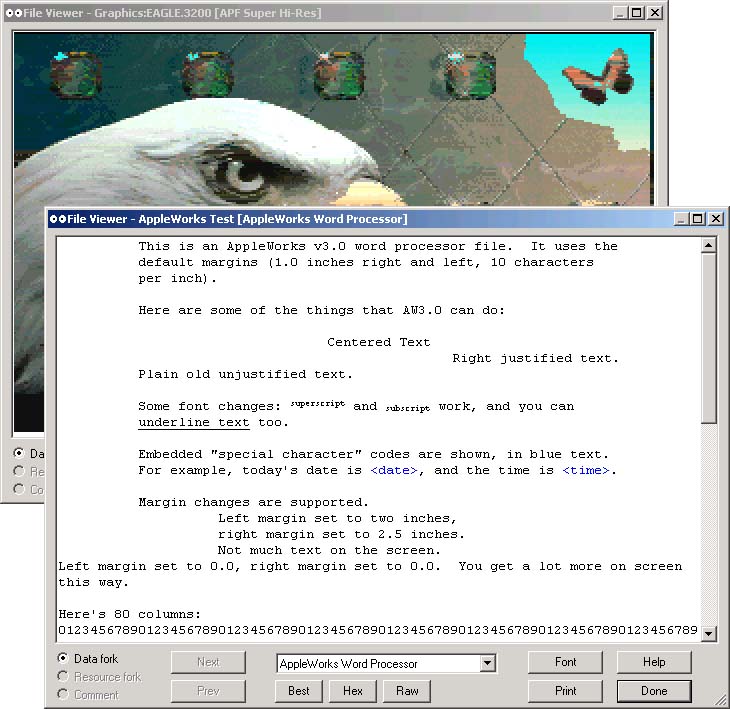 File Viewer - Graphics:EAGLE.3200 [APF Super Hi-Res]
Da
Re
Co
File Viewer - AppleWorks Test [AppleWorks Word Processor]
This is an AppleWorks v3.0 word processor file.  It uses the
default margins (1.0 inches right and left, 10 characters
per inch).
Here are some of the things that AW3.0 can do:
Centered Text
Right justified text.
Plain old unjustified text.
Some font changes: superscript and subscript work, and you can
underline text too.
Embedded "special character" codes are shown, in blue text.
For example, today's date is <date>, and the time is <time>.
Margin changes are supported.
Left margin set to two inches,
right margin set to 2.5 inches.
Not much text on the screen.
Left margin set to 0.0, right margin set to 0.0.  You get a lot more on screen
this way.
Here's 80 columns:
01234567890123456789012345678901234567890123456789012345678901234567890123456789
Data fork
Resource fork
Comment
Next
Prev
AppleWorks Word Processor
Best
Hex
Raw
Font
Help
Print
Done